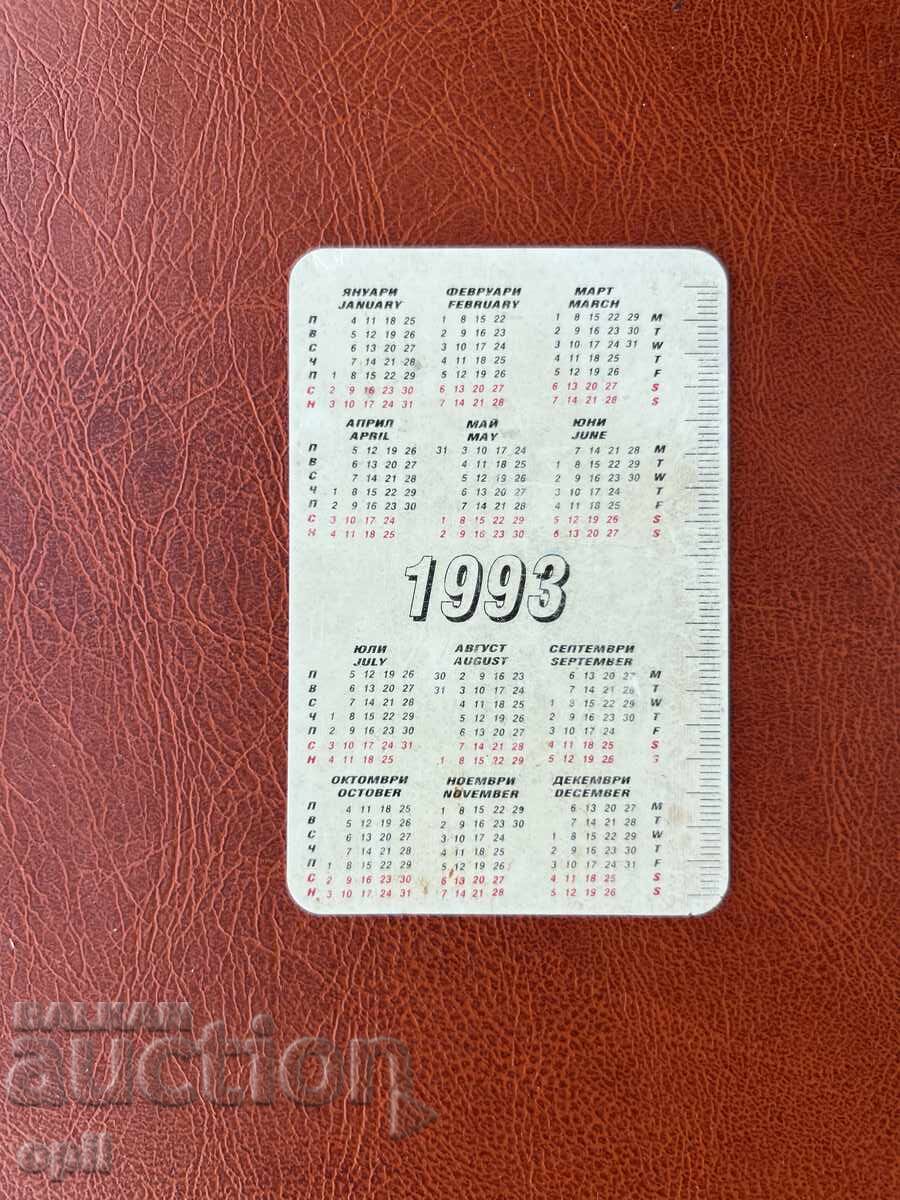 ЯНУАРИ ФЕВРУАРИ МАРТ
JANUARY FEBRUARY MARCH
П 4 11 18 25 1 8 15 22 1 8 15 22 29 M
В 5 12 19 26 2 9 16 23 2 9 16 23 30 T
С 6 13 20 27 3 10 17 24 3 10 17 24 31 W
Ч 7 14 21 28 4 11 18 25 4 11 18 25 T
П 1 8 15 22 29 5 12 19 26 5 12 19 26 F
С 2 9 16 23 30 6 13 20 27 6 13 20 27 S
Н 3 10 17 24 31 7 14 21 28 7 14 21 28 S
АПРИЛ МАЙ ЮНИ
APRIL MAY JUNE
П 5 12 19 26 31 3 10 17 24 7 14 21 28 M
В 6 13 20 27 4 11 18 25 1 8 15 22 29 T
С 7 14 21 28 5 12 19 26 2 9 16 23 30 W
Ч 1 8 15 22 29 6 13 20 27 3 10 17 24 T
П 2 9 16 23 30 7 14 21 28 4 11 18 25 F
С 3 10 17 24 1 8 15 22 29 5 12 19 26 S
Н 4 11 18 25 2 9 16 23 30 6 13 20 27 S
1993
ЮЛИ АВГУСТ СЕПТЕМВРИ
JULY AUGUST SEPTEMBER
П 5 12 19 26 30 2 9 16 23 6 13 20 27 M
В 6 13 20 27 31 3 10 17 24 7 14 21 28 T
С 7 14 21 28 4 11 18 25 1 8 15 22 29 W
Ч 1 8 15 22 29 5 12 19 26 2 9 16 23 30 T
П 2 9 16 23 30 6 13 20 27 3 10 17 24 F
С 3 10 17 24 31 7 14 21 28 4 11 18 25 S
Н 4 11 18 25 1 8 15 22 29 5 12 19 26 S
ОКТОМВРИ НОЕМВРИ ДЕКЕМВРИ
OCTOBER NOVEMBER DECEMBER
П 4 11 18 25 1 8 15 22 29 6 13 20 27 M
В 5 12 19 26 2 9 16 23 30 7 14 21 28 T
С 6 13 20 27 3 10 17 24 1 8 15 22 29 W
Ч 7 14 21 28 4 11 18 25 2 9 16 23 30 T
П 1 8 15 22 29 5 12 19 26 3 10 17 24 31 F
С 2 9 16 23 30 6 13 20 27 4 11 18 25 S
Н 3 10 17 24 31 7 14 21 28 5 12 19 26 S
BALKAN
auction
opil